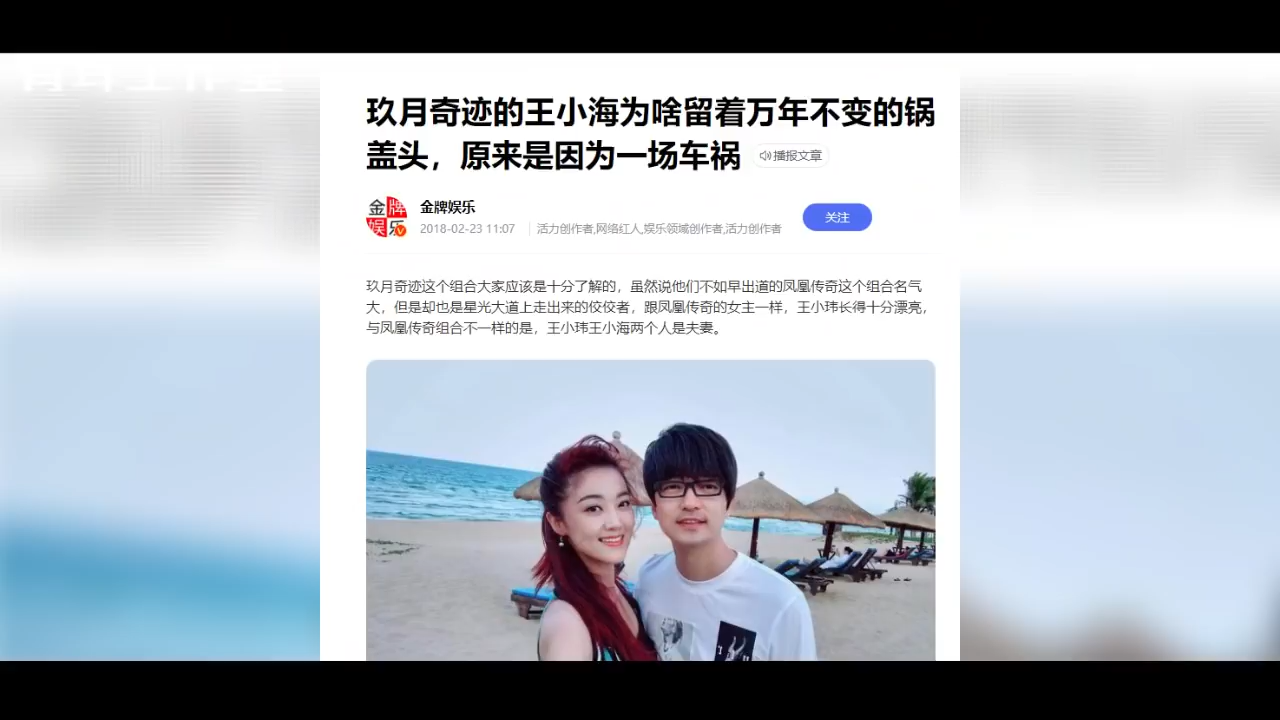 玖月奇迹的王小海为啥留着万年不变的锅
盖头，原来是因为一场车祸
播报文章
金牌娱乐
金牌娱乐
2018-02-23 11:07
活力创作者,网络红人,娱乐领域创作者,活力创作者
关注
玖月奇迹这个组合大家应该是十分了解的，虽然说他们不如早出道的凤凰传奇这个组合名气
大，但是却也是星光大道上走出来的佼佼者，跟凤凰传奇的女主一样，王小玮长得十分漂亮，
与凤凰传奇组合不一样的是，王小玮王小海两个人是夫妻。